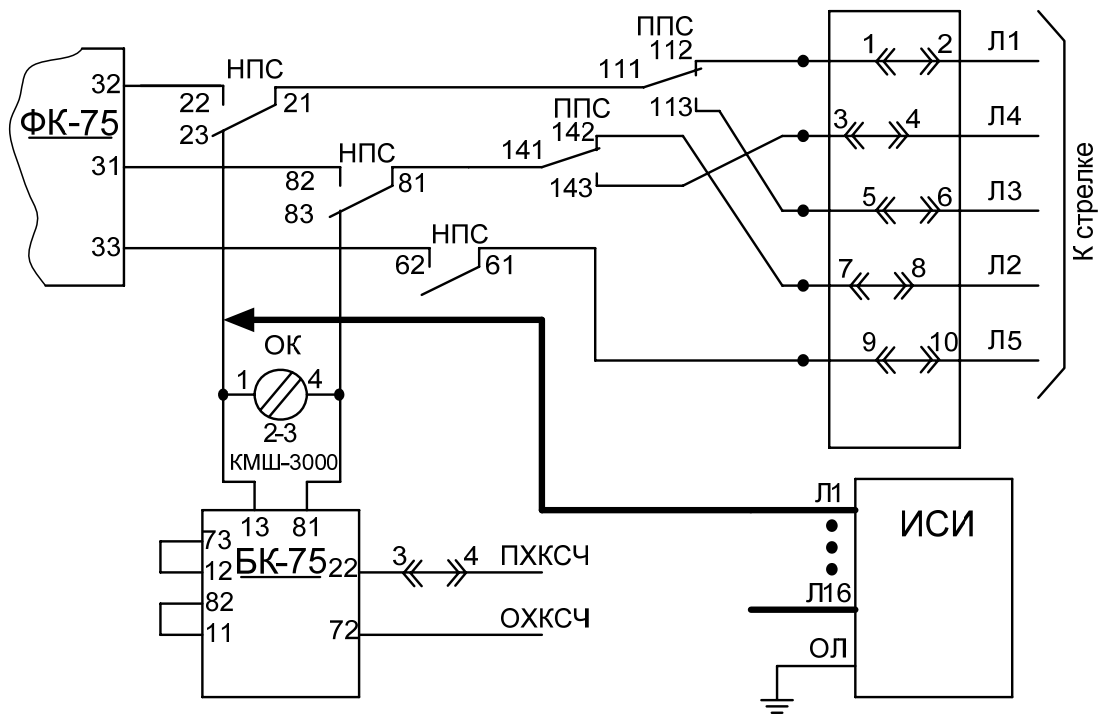 ППС
112
1
2
Л1
НПС
111
32
22
21
113
ФК-75
23
ППС
142
3
4
Л4
НПС
141
31
82
81
143
83
5
6
Л3
К стрелке
НПС
33
62
61
7
8
Л2
ОК
9
10
Л5
1
4
2-3
КМШ-3000
Л1
ИСИ
13
81
73
БК-75
12
22
3
4
ПХКСЧ
82
Л16
11
72
ОХКСЧ
ОЛ